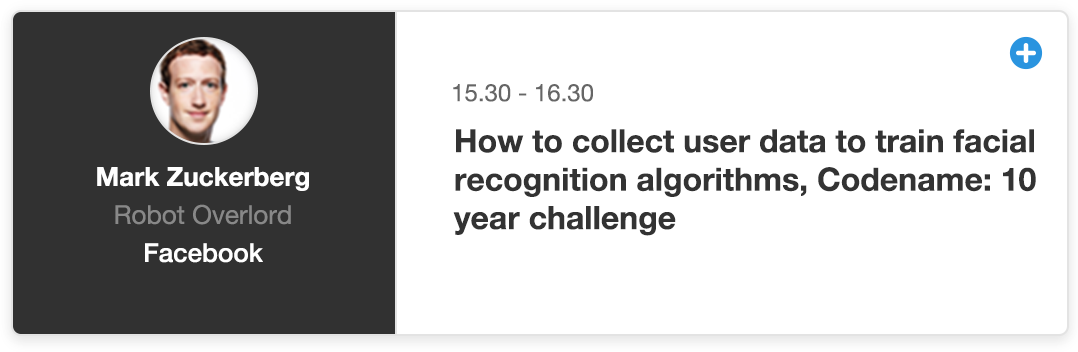 Mark Zuckerberg
Robot Overlord
Facebook
15.30 - 16.30
How to collect user data to train facial
recognition algorithms, Codename: 10
year challenge